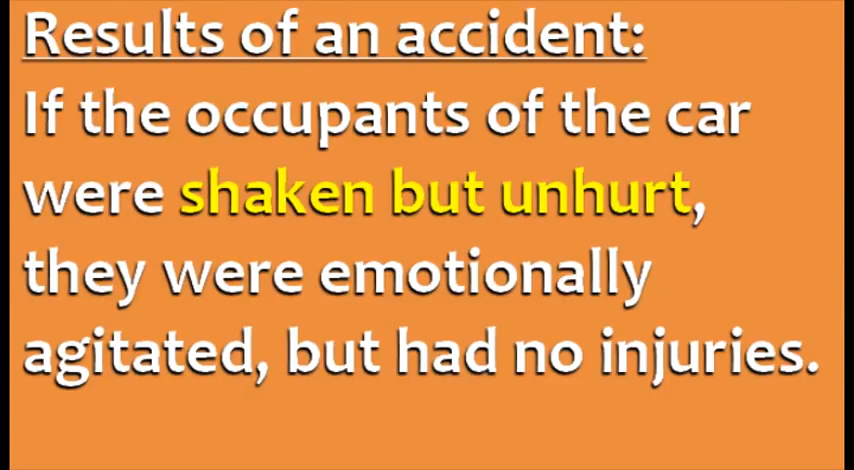 Results of an accident:
If the occupants of the car
were shaken but unhurt,
they were emotionally
agitated, but had no injuries.